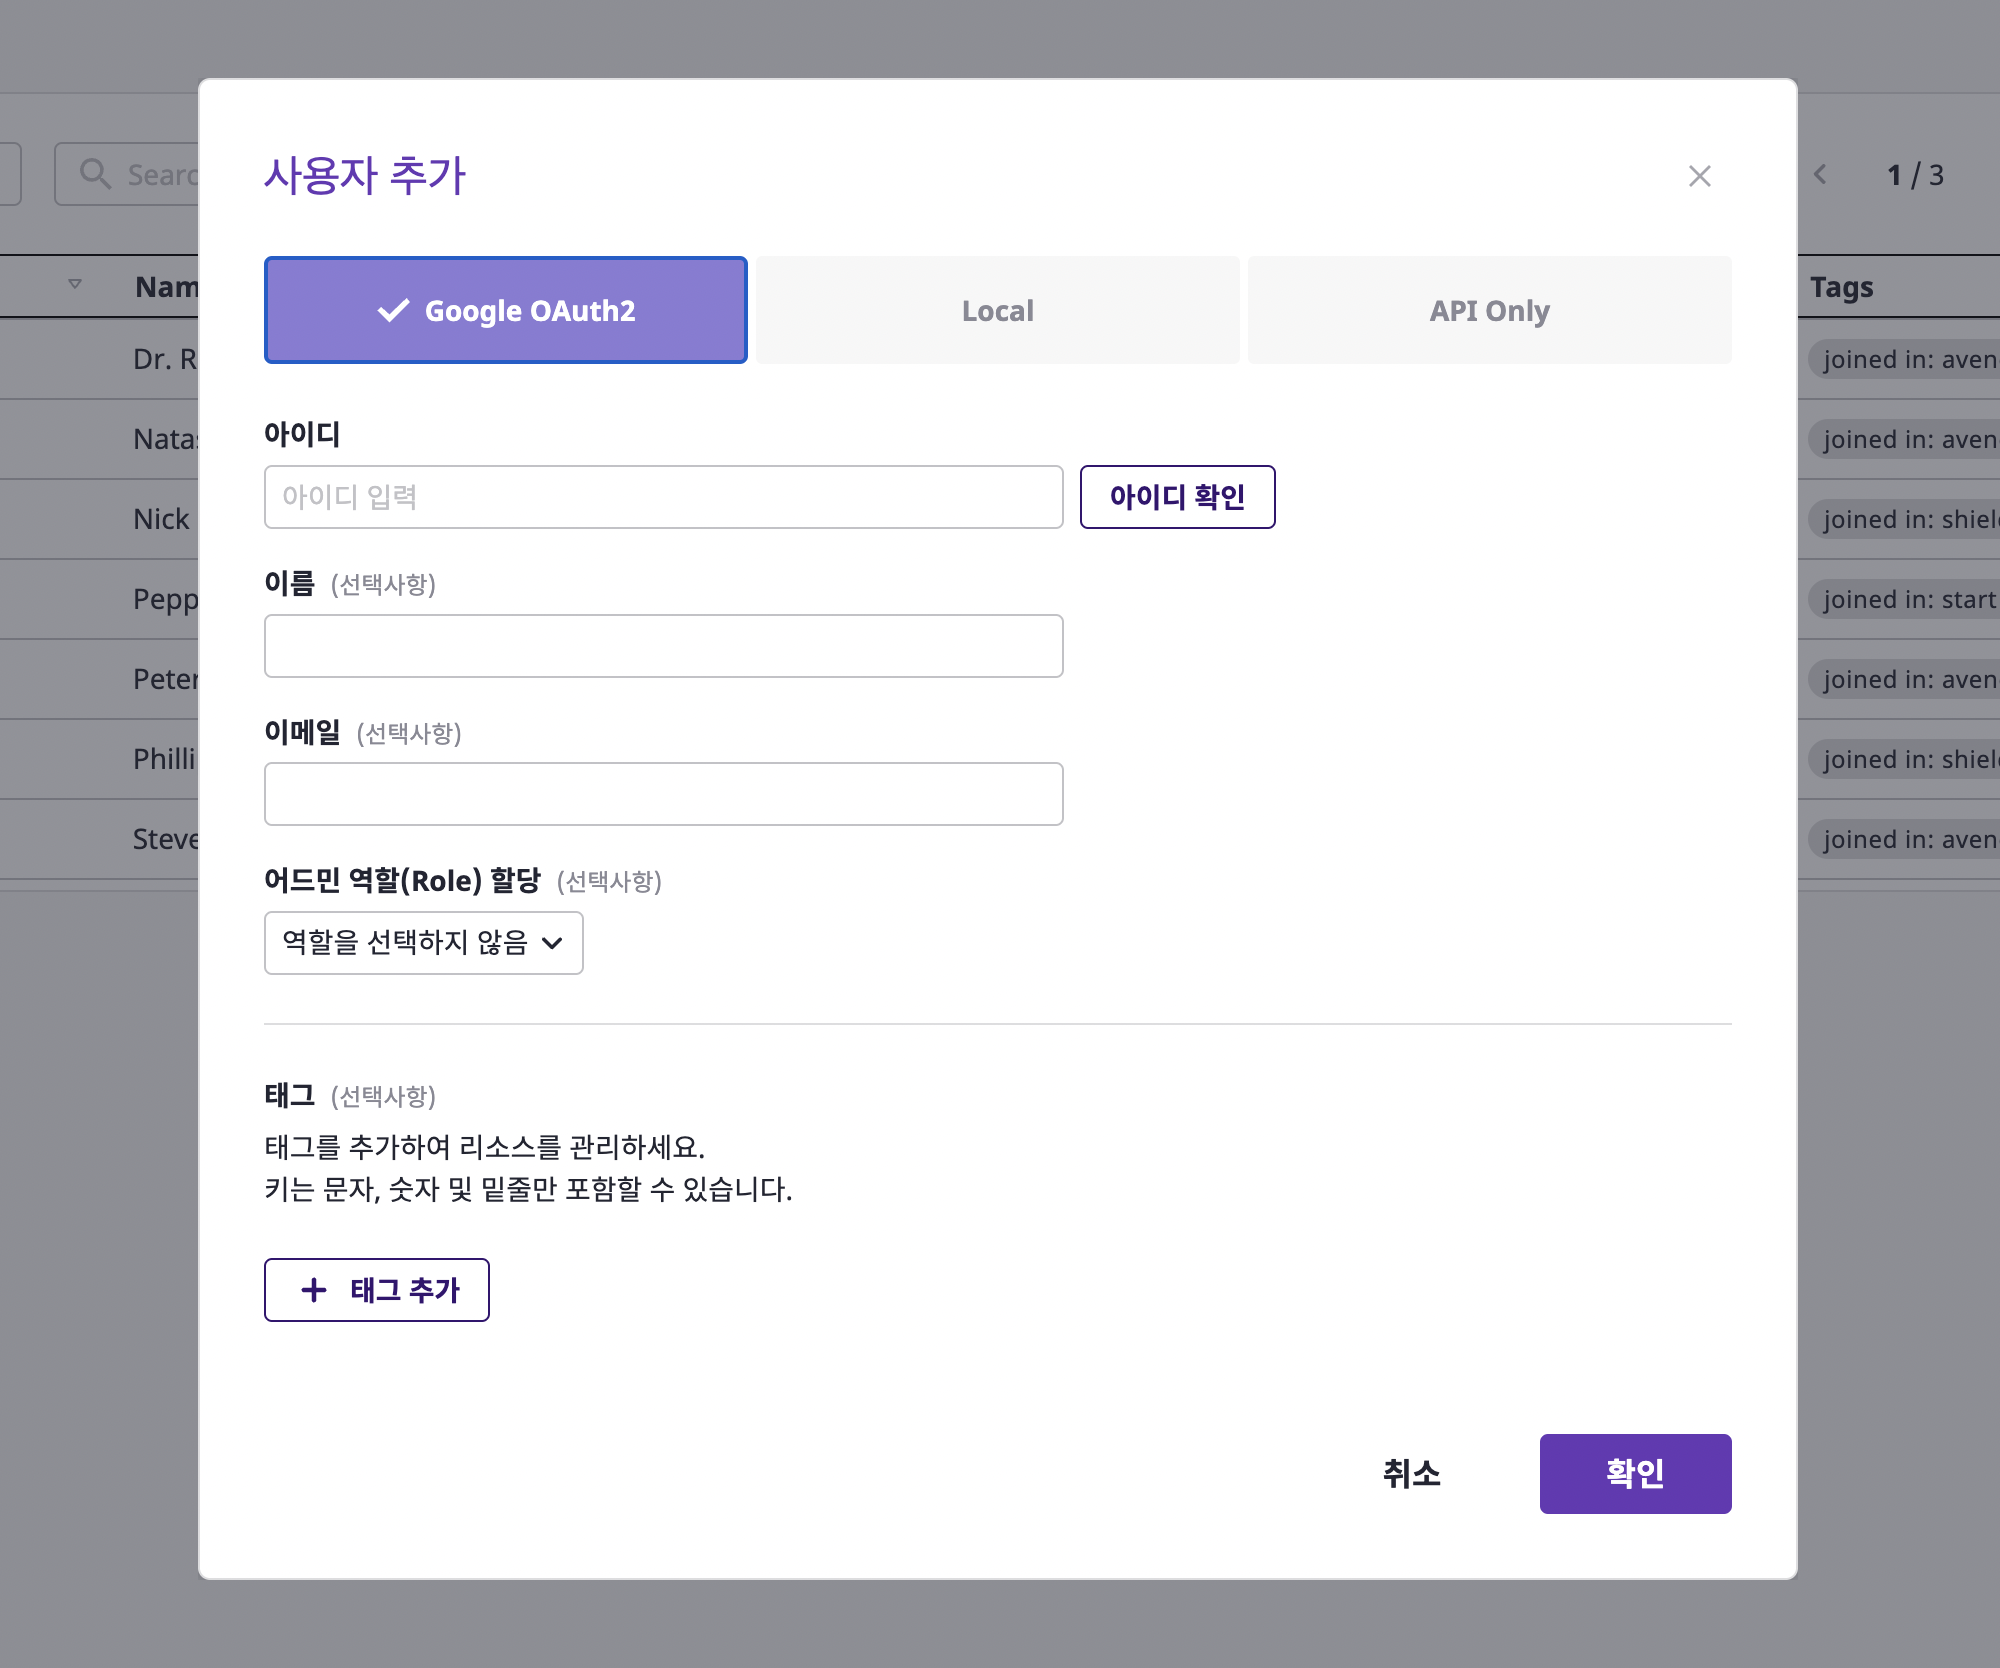 사용자 추가
1 / 3
Tags
Google OAuth2
Local
API Only
아이디
아이디 입력
아이디 확인
이름 (선택사항)
이메일 (선택사항)
어드민 역할(Role) 할당 (선택사항)
역할을 선택하지 않음
태그 (선택사항)
태그를 추가하여 리소스를 관리하세요.
키는 문자, 숫자 및 밑줄만 포함할 수 있습니다.
태그 추가
취소
확인
Searc
Nam
Dr. R
Natas
Nick
Pepp
Peter
Philli
Steve
joined in: aven
joined in: aven
joined in: shiel
joined in: start
joined in: aven
joined in: shiel
joined in: aven